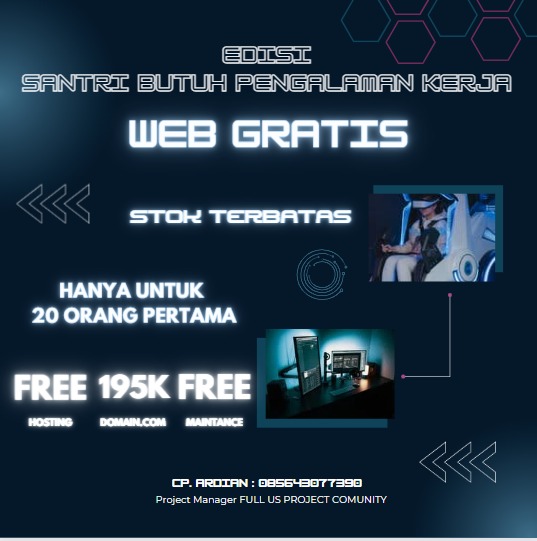 EDISI
SANTRI BUTUH PENGALAMAN KERJA
WEB GRATIS
STOK TERBATAS
HANYA UNTUK
20 ORANG PERTAMA
FREE 195K FREE
HOSTING DOMAIN.COM MAINTANCE
CP. ARDIAN : 085643077390
Project Manager FULL US PROJECT COMUNITY